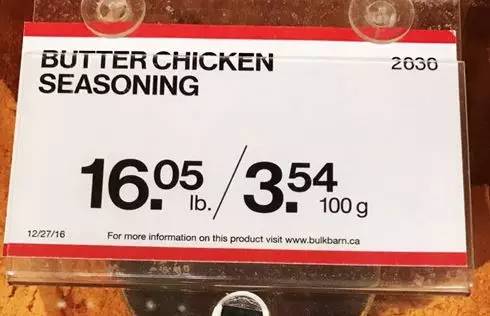 BUTTER CHICKEN 2636
SEASONING
16.05 lb. / 3.54 100 g
12/27/16 For more information on this product visit www.bulkbarn.ca